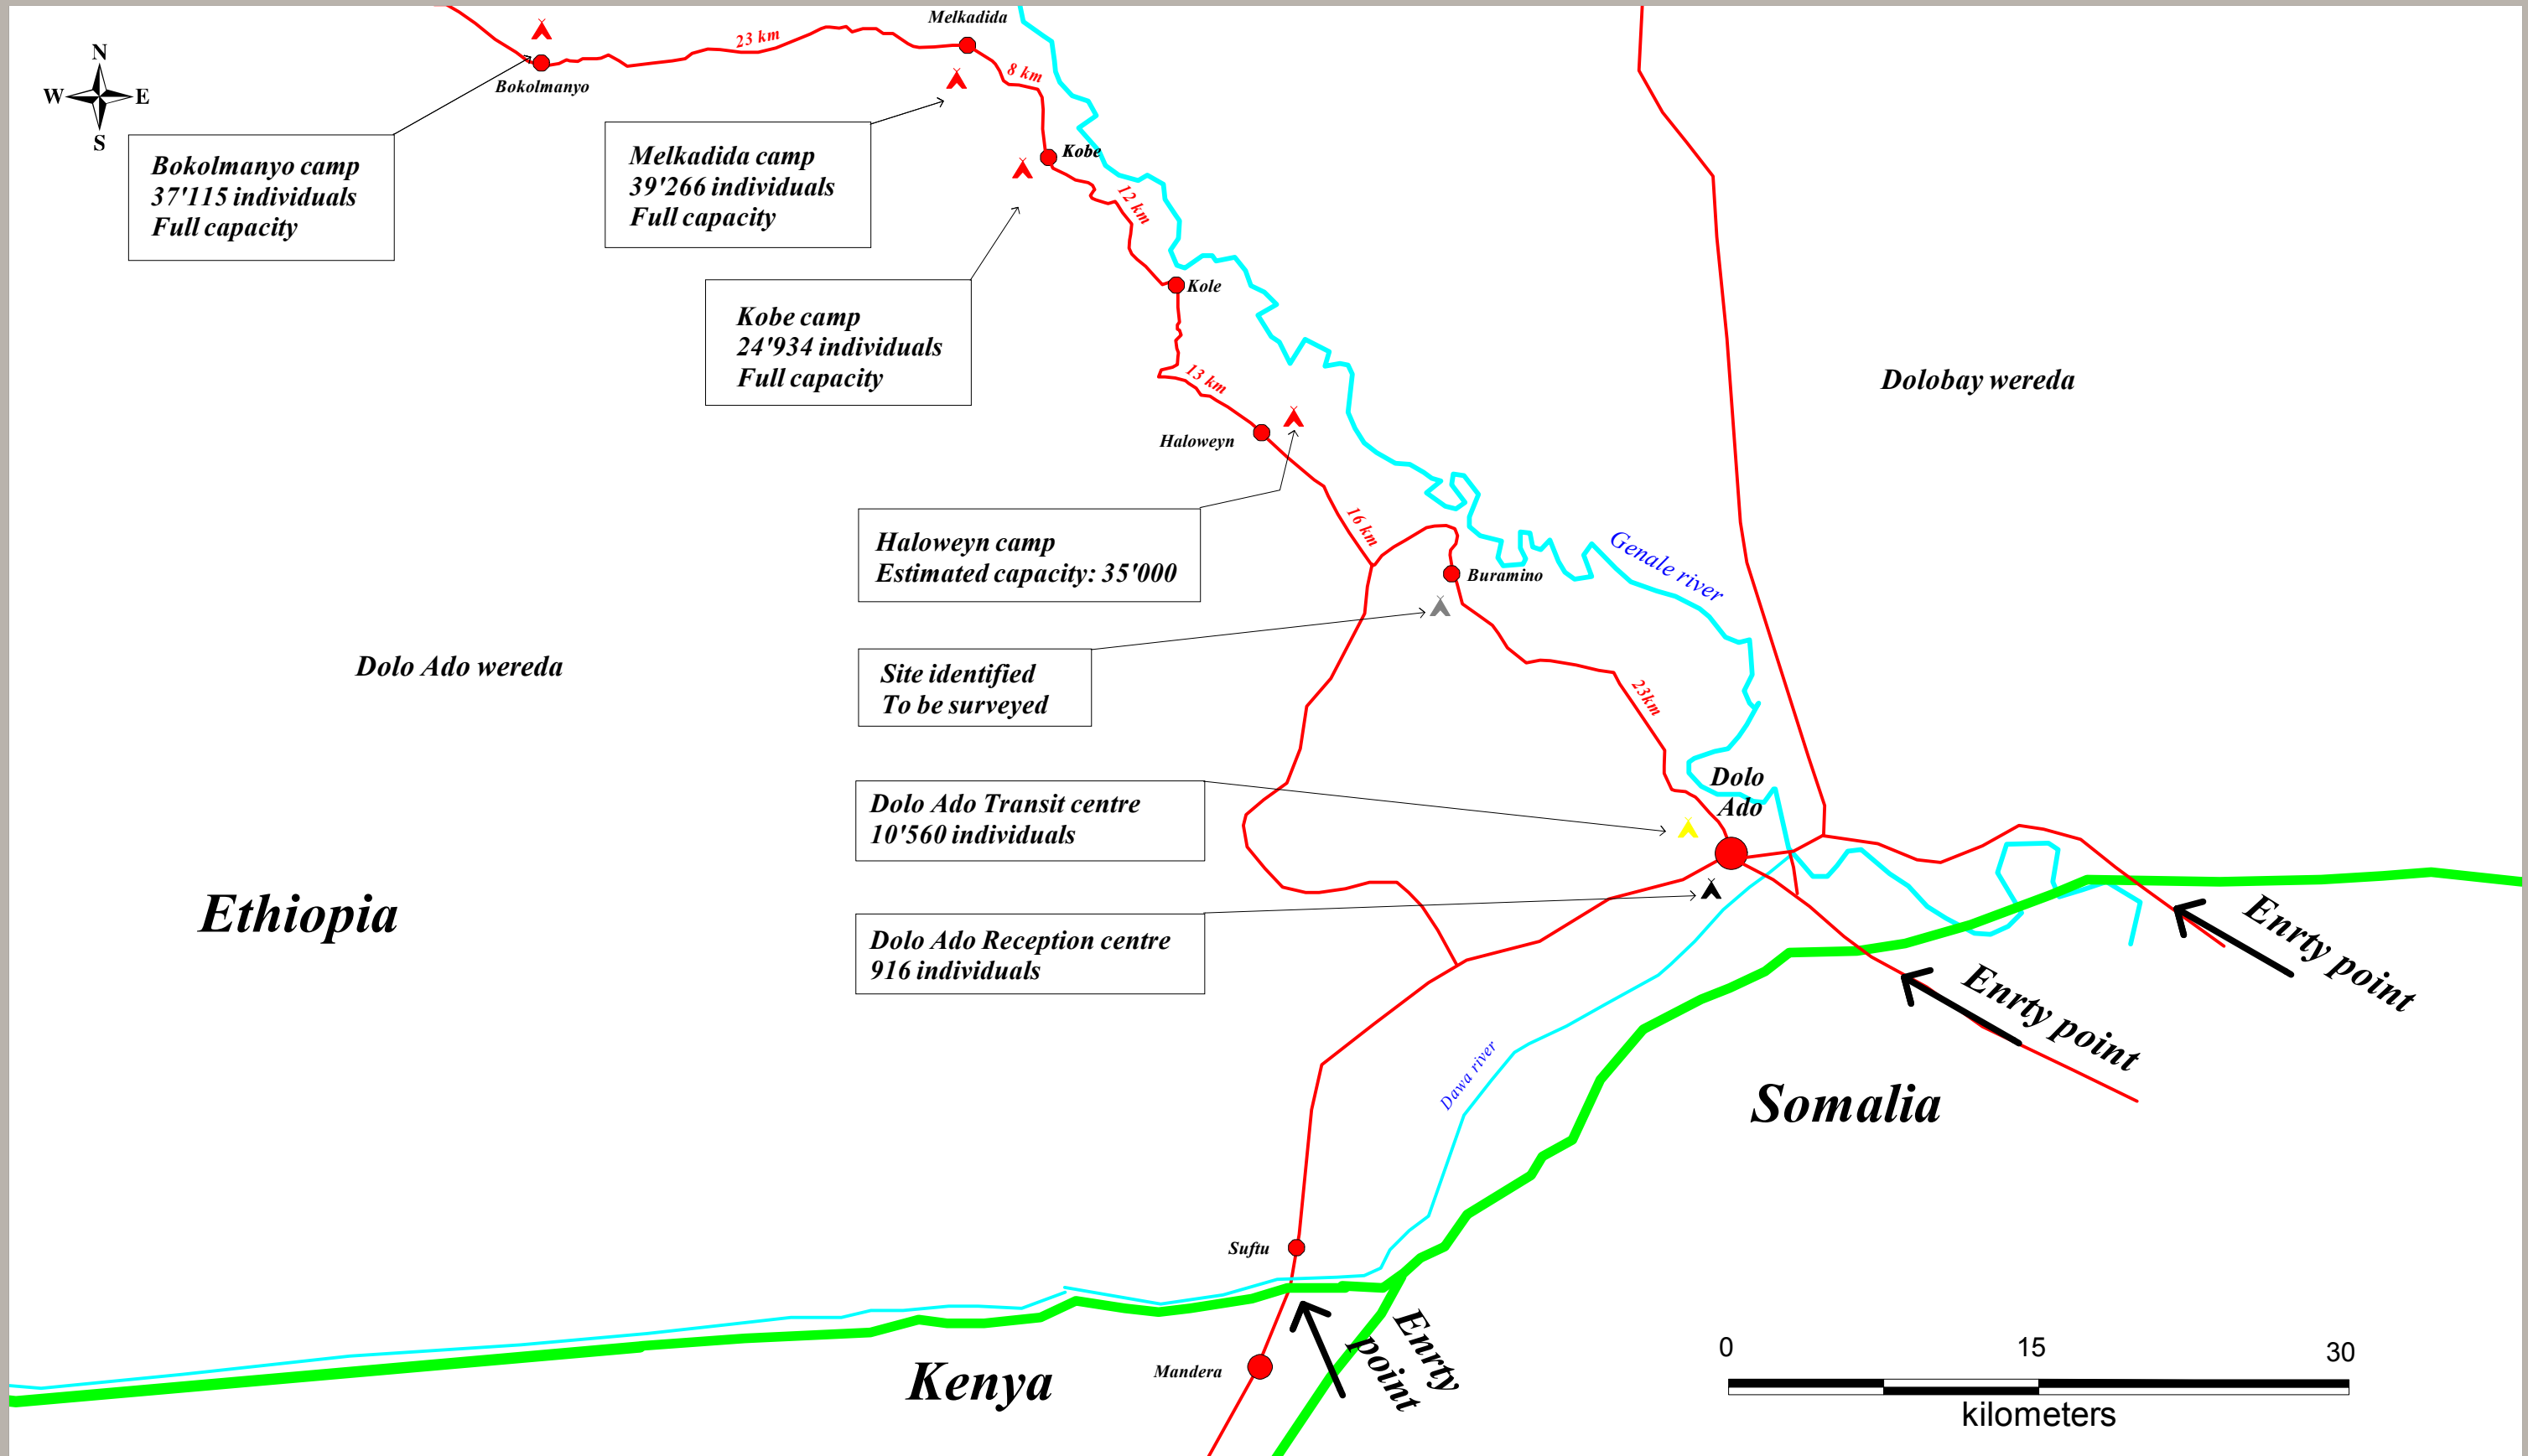 Melkadida
23 km
8 km
N
W E
S
Bokolmanyo
Bokolmanyo camp
37'115 individuals
Full capacity
Melkadida camp
39'266 individuals
Full capacity
Kobe
12 km
Kole
Kobe camp
24'934 individuals
Full capacity
13 km
Dolobay wereda
Haloweyn
16 km
Haloweyn camp
Estimated capacity: 35'000
Genale river
Buramino
Dolo Ado wereda
Site identified
To be surveyed
23km
Dolo
Ado
Dolo Ado Transit centre
10'560 individuals
Ethiopia
Dolo Ado Reception centre
916 individuals
Enrty point
Enrty point
Dawa river
Somalia
Suftu
Enrty
point
Kenya
Mandera
0 15 30
kilometers